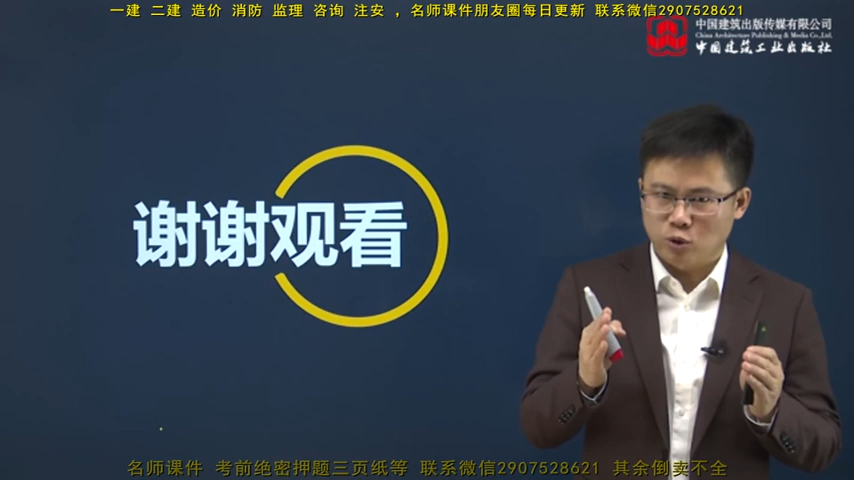 一建 二建 造价 消防 监理 咨询 注安 ，名师课件朋友圈每日更新 联系微信2907528621
中国建筑出版传媒有限公司
China Architecture Publishing & Media Co.,Ltd.
中国建筑工业出版社
谢谢观看
名师课件 考前绝密押题三页纸等 联系微信2907528621 其余倒卖不全